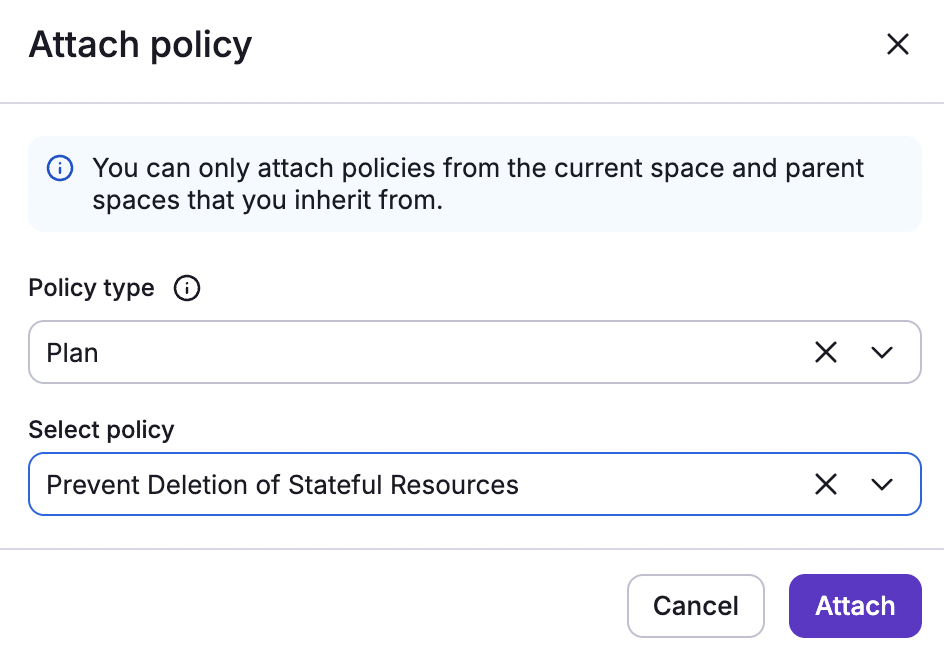 Attach policy
You can only attach policies from the current space and parent
spaces that you inherit from.
Policy type
Plan
Select policy
Prevent Deletion of Stateful Resources
Cancel
Attach